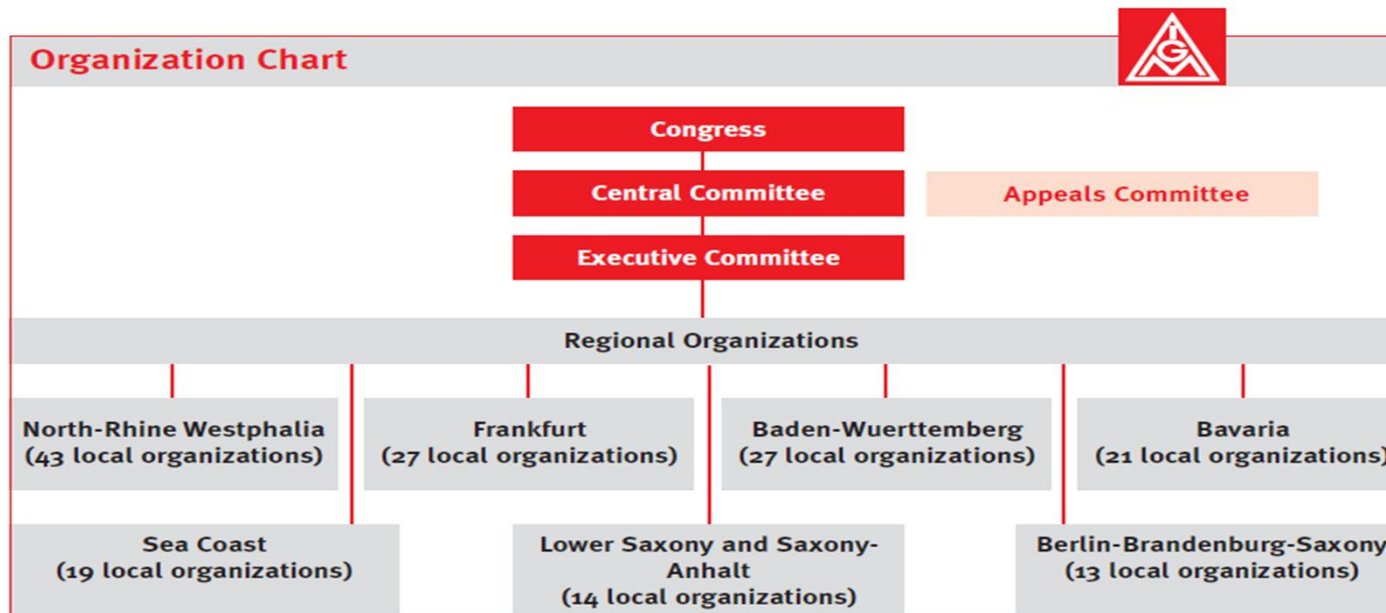 Organization Chart
IGM
Congress
Central Committee
Appeals Committee
Executive Committee
Regional Organizations
North-Rhine Westphalia
(43 local organizations)
Frankfurt
(27 local organizations)
Baden-Wuerttemberg
(27 local organizations)
Bavaria
(21 local organizations)
Sea Coast
(19 local organizations)
Lower Saxony and Saxony-
Anhalt
(14 local organizations)
Berlin-Brandenburg-Saxony
(13 local organizations)